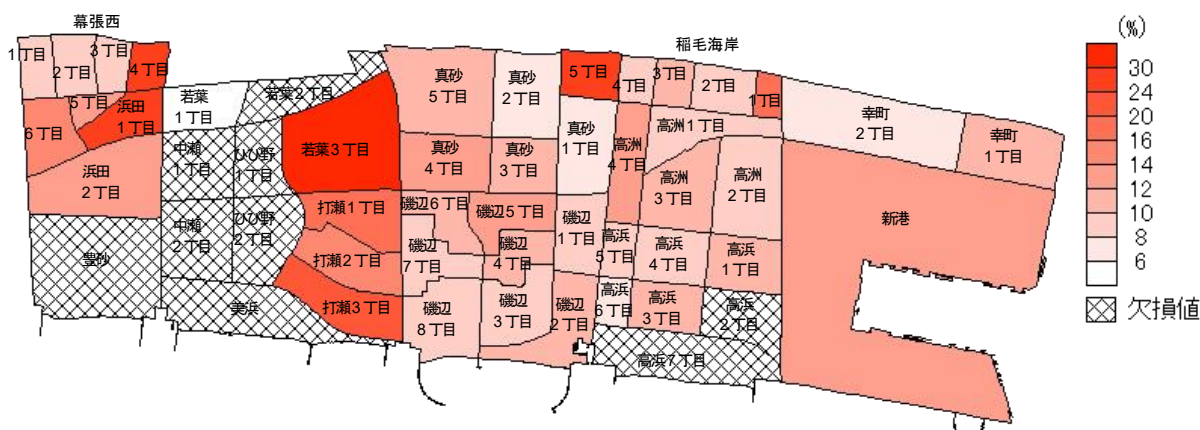 幕張西
1丁目
2丁目
3丁目
4丁目
5丁目
6丁目
浜田
1丁目
浜田
2丁目
豊砂
若葉
1丁目
若葉2丁目
若葉3丁目
中瀬
1丁目
ひび野
1丁目
中瀬
2丁目
ひび野
2丁目
美浜
打瀬1丁目
打瀬2丁目
打瀬3丁目
真砂
5丁目
真砂
2丁目
真砂
1丁目
真砂
4丁目
真砂
3丁目
磯辺6丁目
磯辺5丁目
磯辺
7丁目
磯辺
4丁目
磯辺
1丁目
磯辺
8丁目
磯辺
3丁目
磯辺
2丁目
稲毛海岸
5丁目
4丁目
3丁目
2丁目
1丁目
高洲1丁目
高洲
4丁目
高洲
3丁目
高洲
2丁目
高浜
5丁目
高浜
4丁目
高浜
1丁目
高浜
6丁目
高浜
3丁目
高浜
2丁目
高浜7丁目
幸町
2丁目
幸町
1丁目
新港
(%)
30
24
20
16
14
12
10
8
6
欠損値